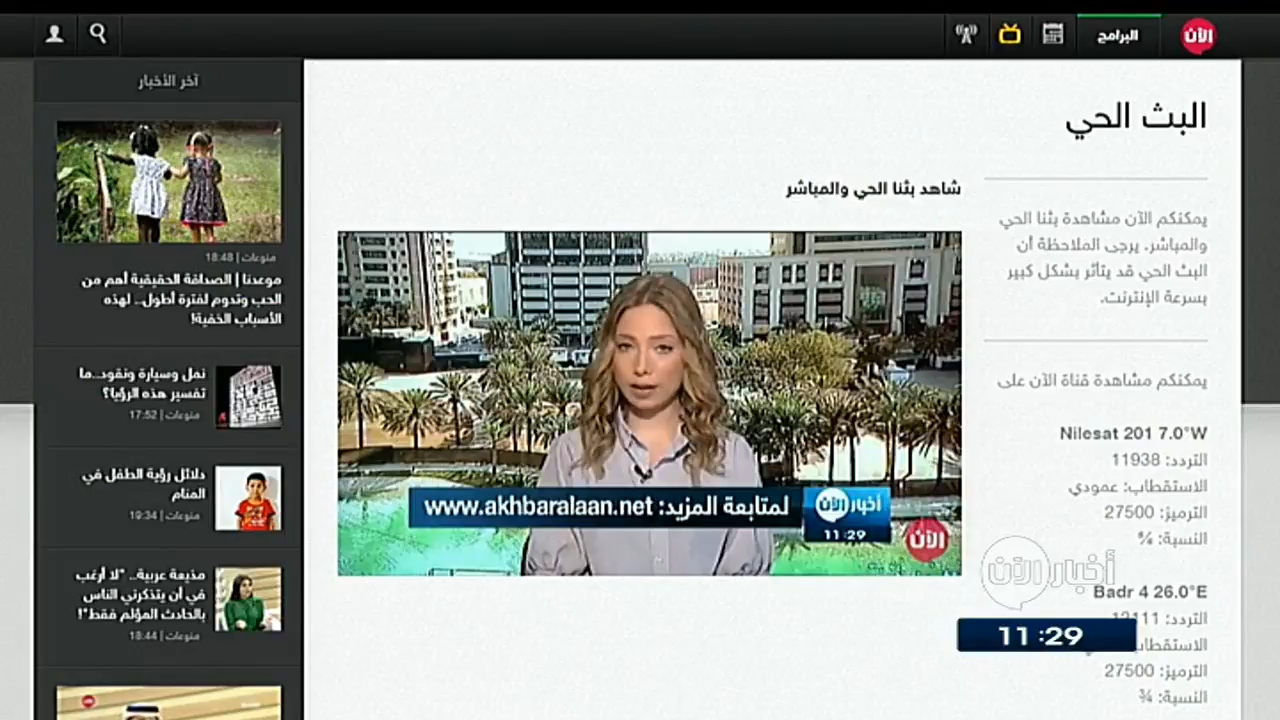 الآن
البرامج
البث الحي
يمكنكم الآن مشاهدة بثنا الحي
والمباشر. يرجى الملاحظة أن
البث الحي قد يتأثر بشكل كبير
بسرعة الإنترنت.
يمكنكم مشاهدة قناة الآن على
Nilesat 201 7.0°W
التردد: 11938
الاستقطاب: عمودي
الترميز: 27500
النسبة: ¾
Badr 4 26.0°E
التردد:
الاستقطاب:
الترميز: 27500
النسبة: ¾
أخبار الآن
11:29
شاهد بثنا الحي والمباشر
أخبار الآن
11:29
لمتابعة المزيد: www.akhbaralaan.net
الآن
آخر الأخبار
منوعات | 18:48
موعدنا | الصداقة الحقيقية أهم من
الحب وتدوم لفترة أطول.. لهذه
الأسباب الخفية!
نمل وسيارة ونقود..ما
تفسير هذه الرؤيا؟
منوعات | 17:52
دلائل رؤية الطفل في
المنام
منوعات | 19:34
مذيعة عربية.. "لا أرغب
في أن يتذكرني الناس
بالحادث المؤلم فقط"!
منوعات | 18:44